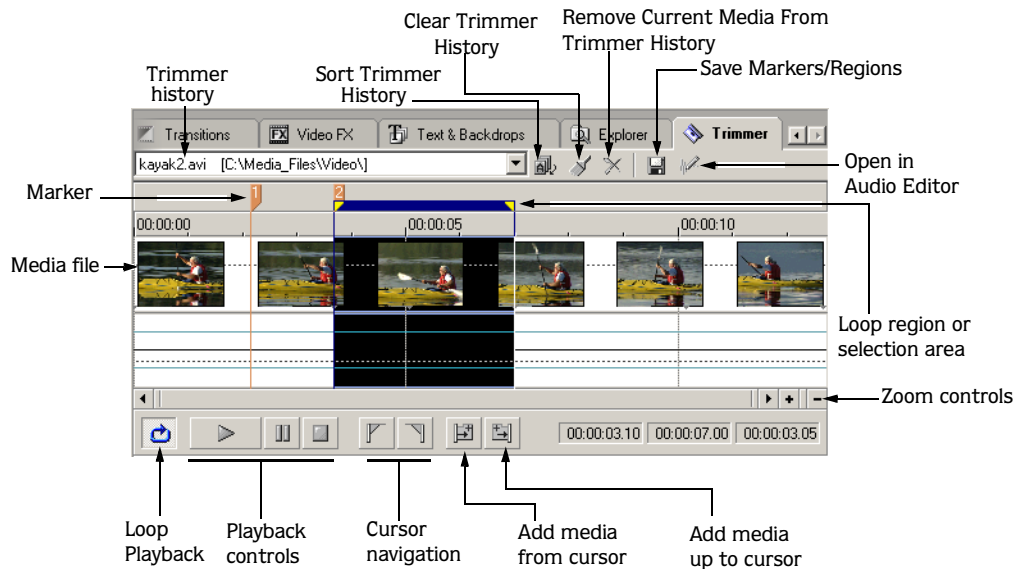 Clear Trimmer
History
Remove Current Media From
Trimmer History
Trimmer
history
Sort Trimmer
History
Save Markers/Regions
Transitions
FX Video FX
Text & Backdrops
Explorer
Trimmer
kayak2.avi [C:\Media_Files\Video\]
Open in
Audio Editor
Marker
1
2
00:00:00
00:00:05
00:00:10
Media file
Loop region or
selection area
Zoom controls
00:00:03.10
00:00:07.00
00:00:03.05
Loop
Playback
Playback
controls
Cursor
navigation
Add media
from cursor
Add media
up to cursor